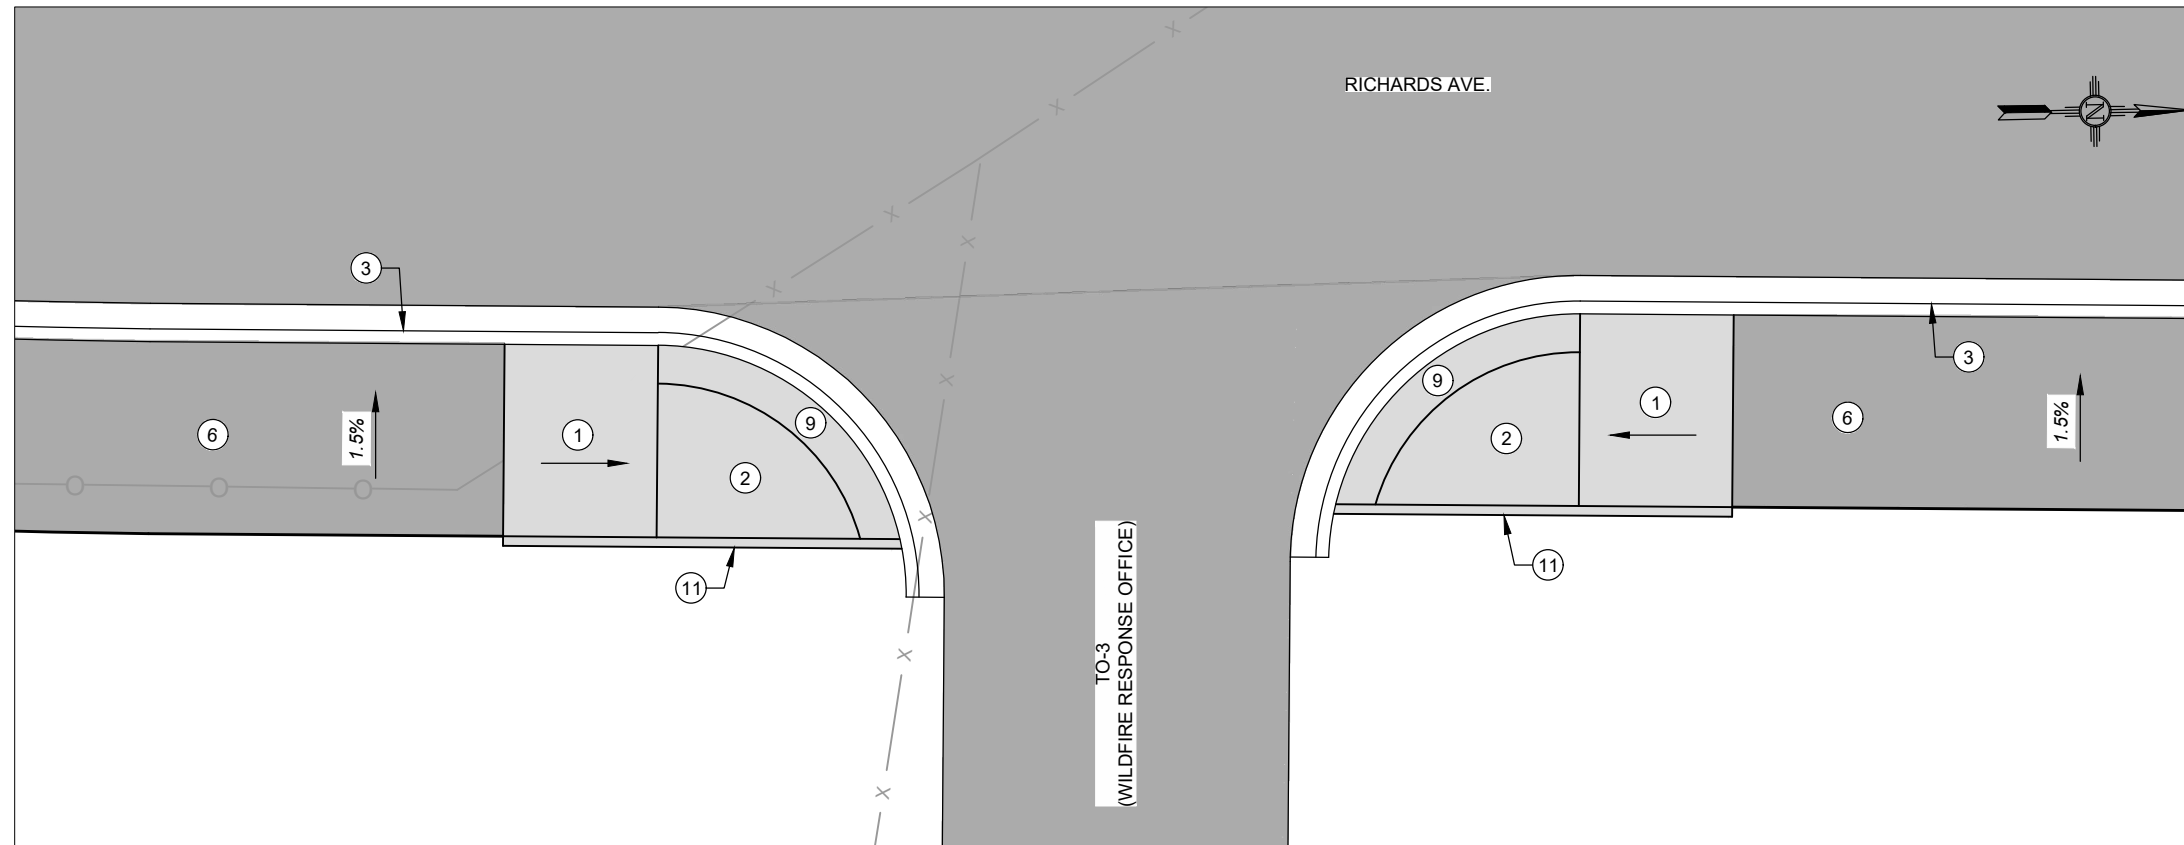 RICHARDS AVE.
N
3
3
9
1
6
1.5%
6
1.5%
1
9
2
2
11
11
TO-3
(WILDFIRE RESPONSE OFFICE)
X
X
X
X
X
X
X
X
X
O
O
O